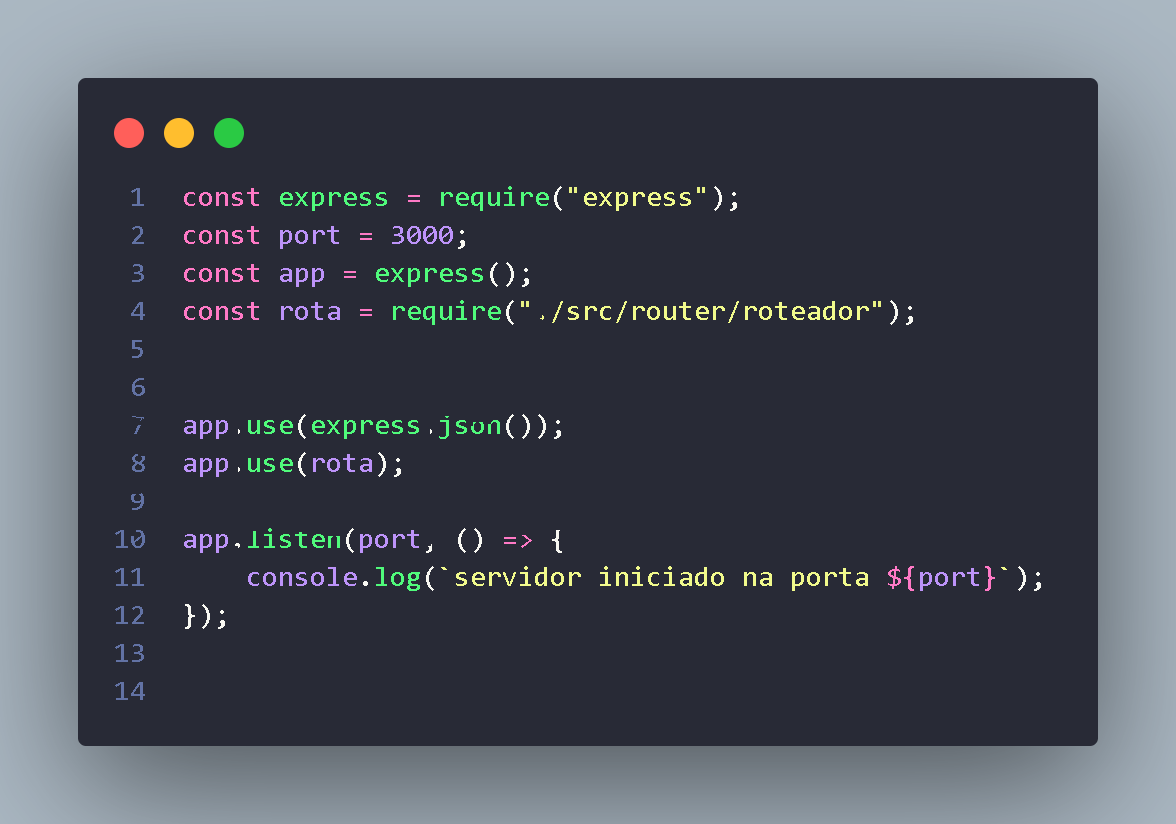 1 const express = require("express");
2 const port = 3000;
3 const app = express();
4 const rota = require("./src/router/roteador");
5
6
7 app.use(express.json());
8 app.use(rota);
9
10 app.listen(port, () => {
11     console.log(`servidor iniciado na porta ${port}`);
12 });
13
14